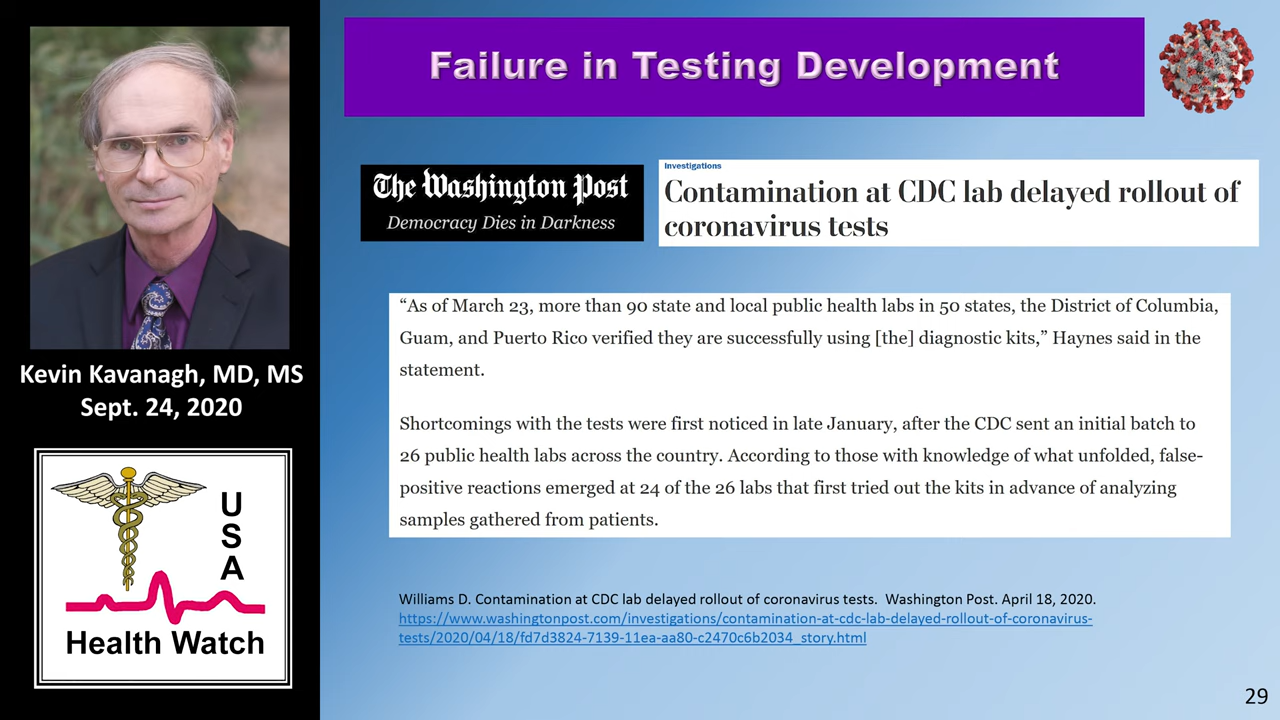 Failure in Testing Development
The Washington Post
Democracy Dies in Darkness
Investigations
Contamination at CDC lab delayed rollout of
coronavirus tests
“As of March 23, more than 90 state and local public health labs in 50 states, the District of Columbia,
Guam, and Puerto Rico verified they are successfully using [the] diagnostic kits,” Haynes said in the
statement.
Shortcomings with the tests were first noticed in late January, after the CDC sent an initial batch to
26 public health labs across the country. According to those with knowledge of what unfolded, false-
positive reactions emerged at 24 of the 26 labs that first tried out the kits in advance of analyzing
samples gathered from patients.
Williams D. Contamination at CDC lab delayed rollout of coronavirus tests.  Washington Post. April 18, 2020.
https://www.washingtonpost.com/investigations/contamination-at-cdc-lab-delayed-rollout-of-coronavirus-
tests/2020/04/18/fd7d3824-7139-11ea-aa80-c2470c6b2034_story.html
Kevin Kavanagh, MD, MS
Sept. 24, 2020
U
S
A
Health Watch
29